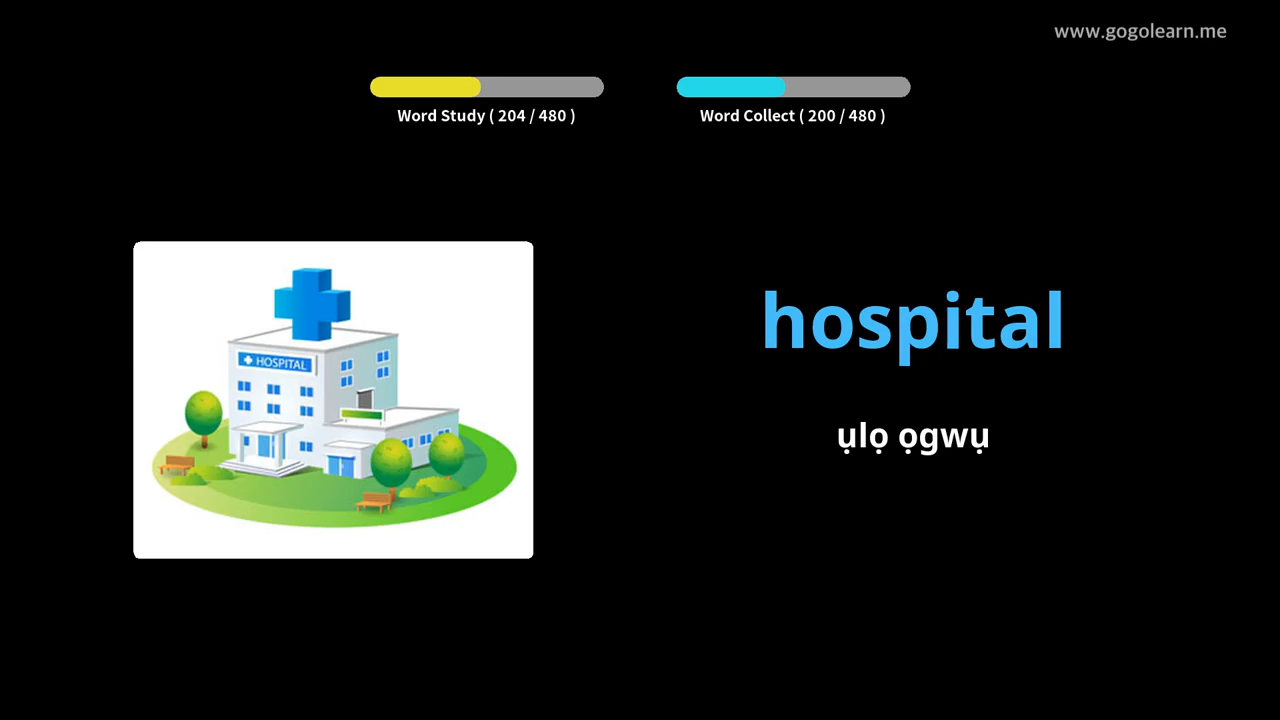 www.gogolearn.me
Word Study ( 204 / 480 )
Word Collect ( 200 / 480 )
HOSPITAL
hospital
ụlọ ọgwụ